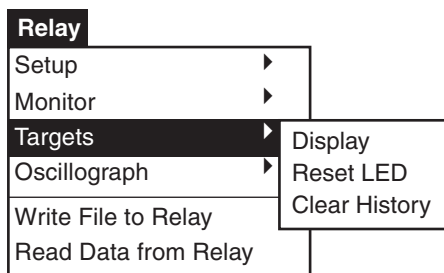 Relay
Setup
Monitor
Targets
Oscillograph
Write File to Relay
Read Data from Relay
Display
Reset LED
Clear History